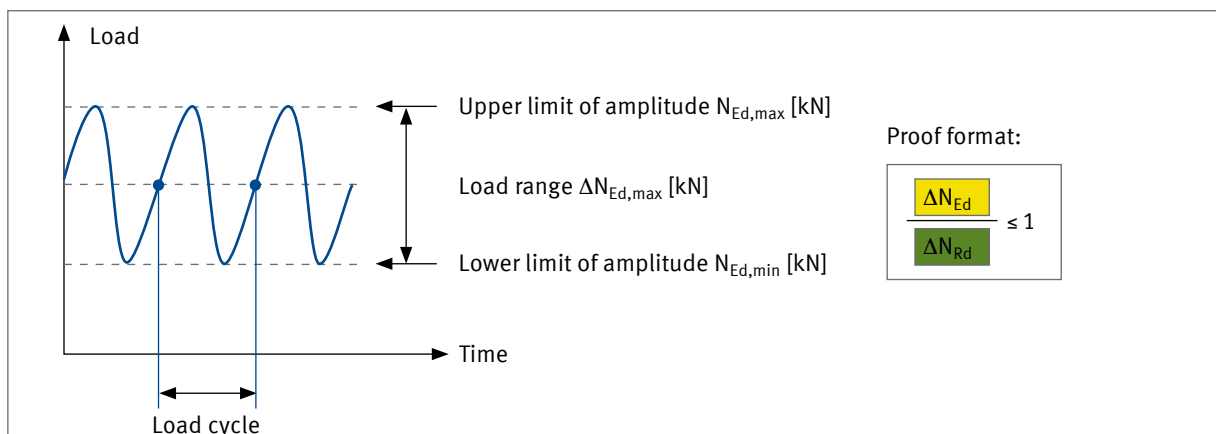 Load
Upper limit of amplitude N_Ed,max [kN]
Proof format:
Load range ΔN_Ed,max [kN]
ΔN_Ed
≤ 1
ΔN_Rd
Lower limit of amplitude N_Ed,min [kN]
Time
Load cycle